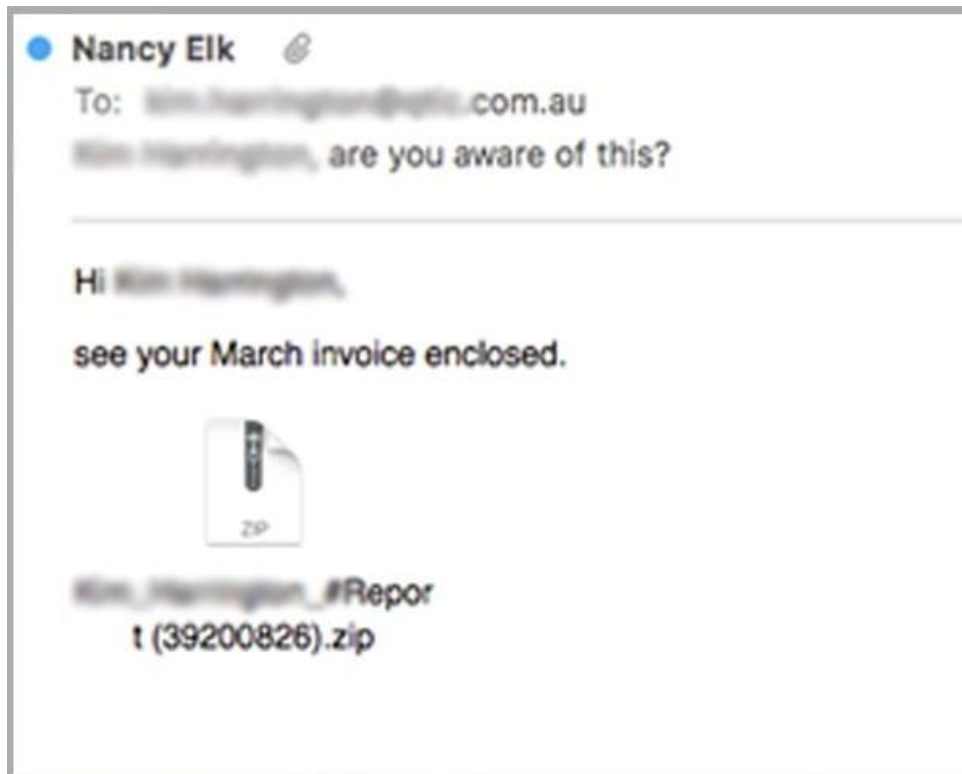 Nancy Elk
To: .com.au
are you aware of this?
Hi
see your March invoice enclosed.
ZIP
_#Repor
t (39200826).zip